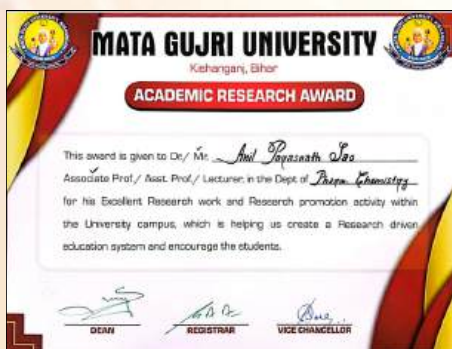 MATA GUJRI UNIVERSITY
Kishanganj, Bihar
ACADEMIC RESEARCH AWARD
This award is given to Dr./ Mr. Anil Parasnath Sao
Associate Prof./ Asst. Prof./ Lecturer, in the Dept of Pharm. Chemistry
for his Excellent Research work and Research promotion activity within
the University campus, which is helping us create a Research driven
education system and encourage the students.
DEAN REGISTRAR VICE CHANCELLOR